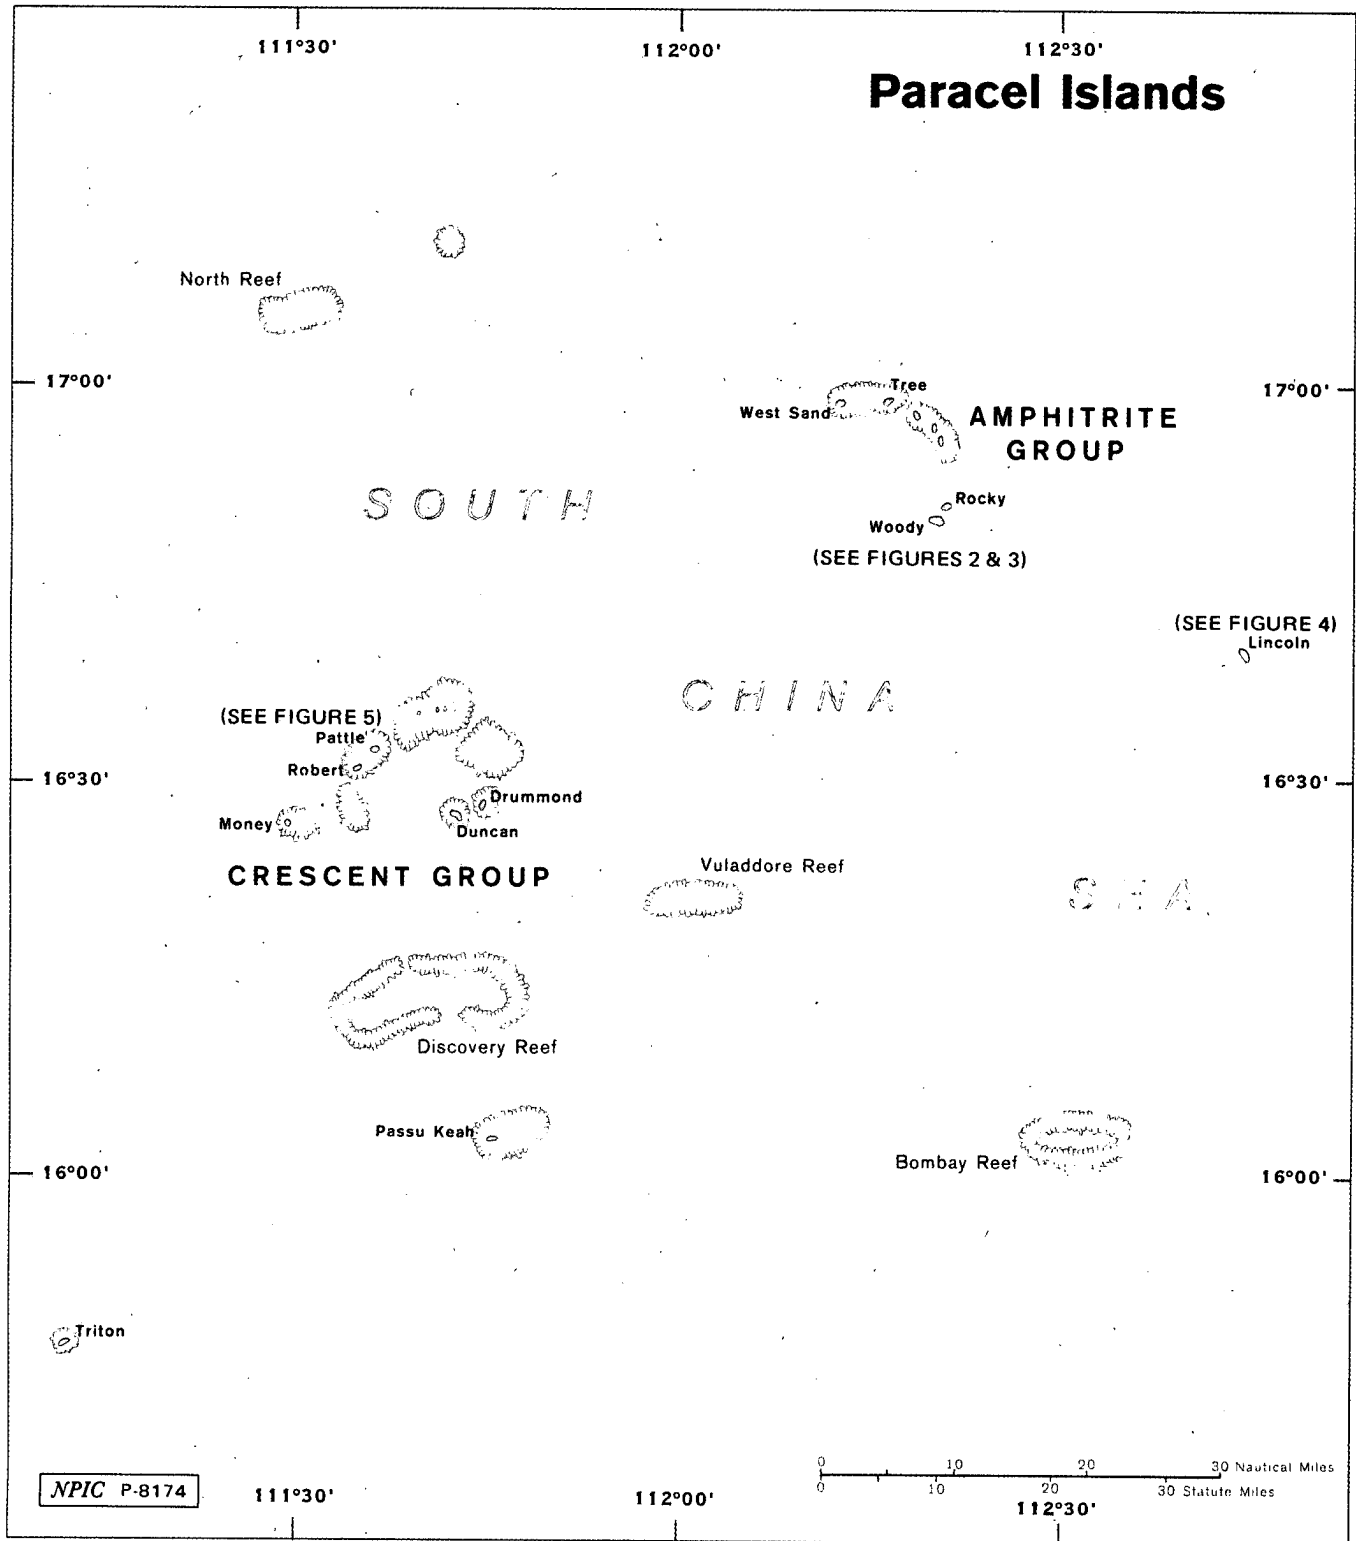 111°30' 112°00' 112°30'
Paracel Islands
North Reef
17°00' 17°00'
Tree
West Sand
AMPHITRITE
GROUP
SOUTH
Rocky
Woody
(SEE FIGURES 2 & 3)
(SEE FIGURE 4)
Lincoln
CHINA
(SEE FIGURE 5)
Pattle
Robert
16°30' 16°30'
Drummond
Money
Duncan
CRESCENT GROUP
Vuladdore Reef
SEA
Discovery Reef
Passu Keah
Bombay Reef
16°00' 16°00'
Triton
0 10 20 30 Nautical Miles
0 10 20 30 Statute Miles
NPIC P-8174
111°30' 112°00' 112°30'